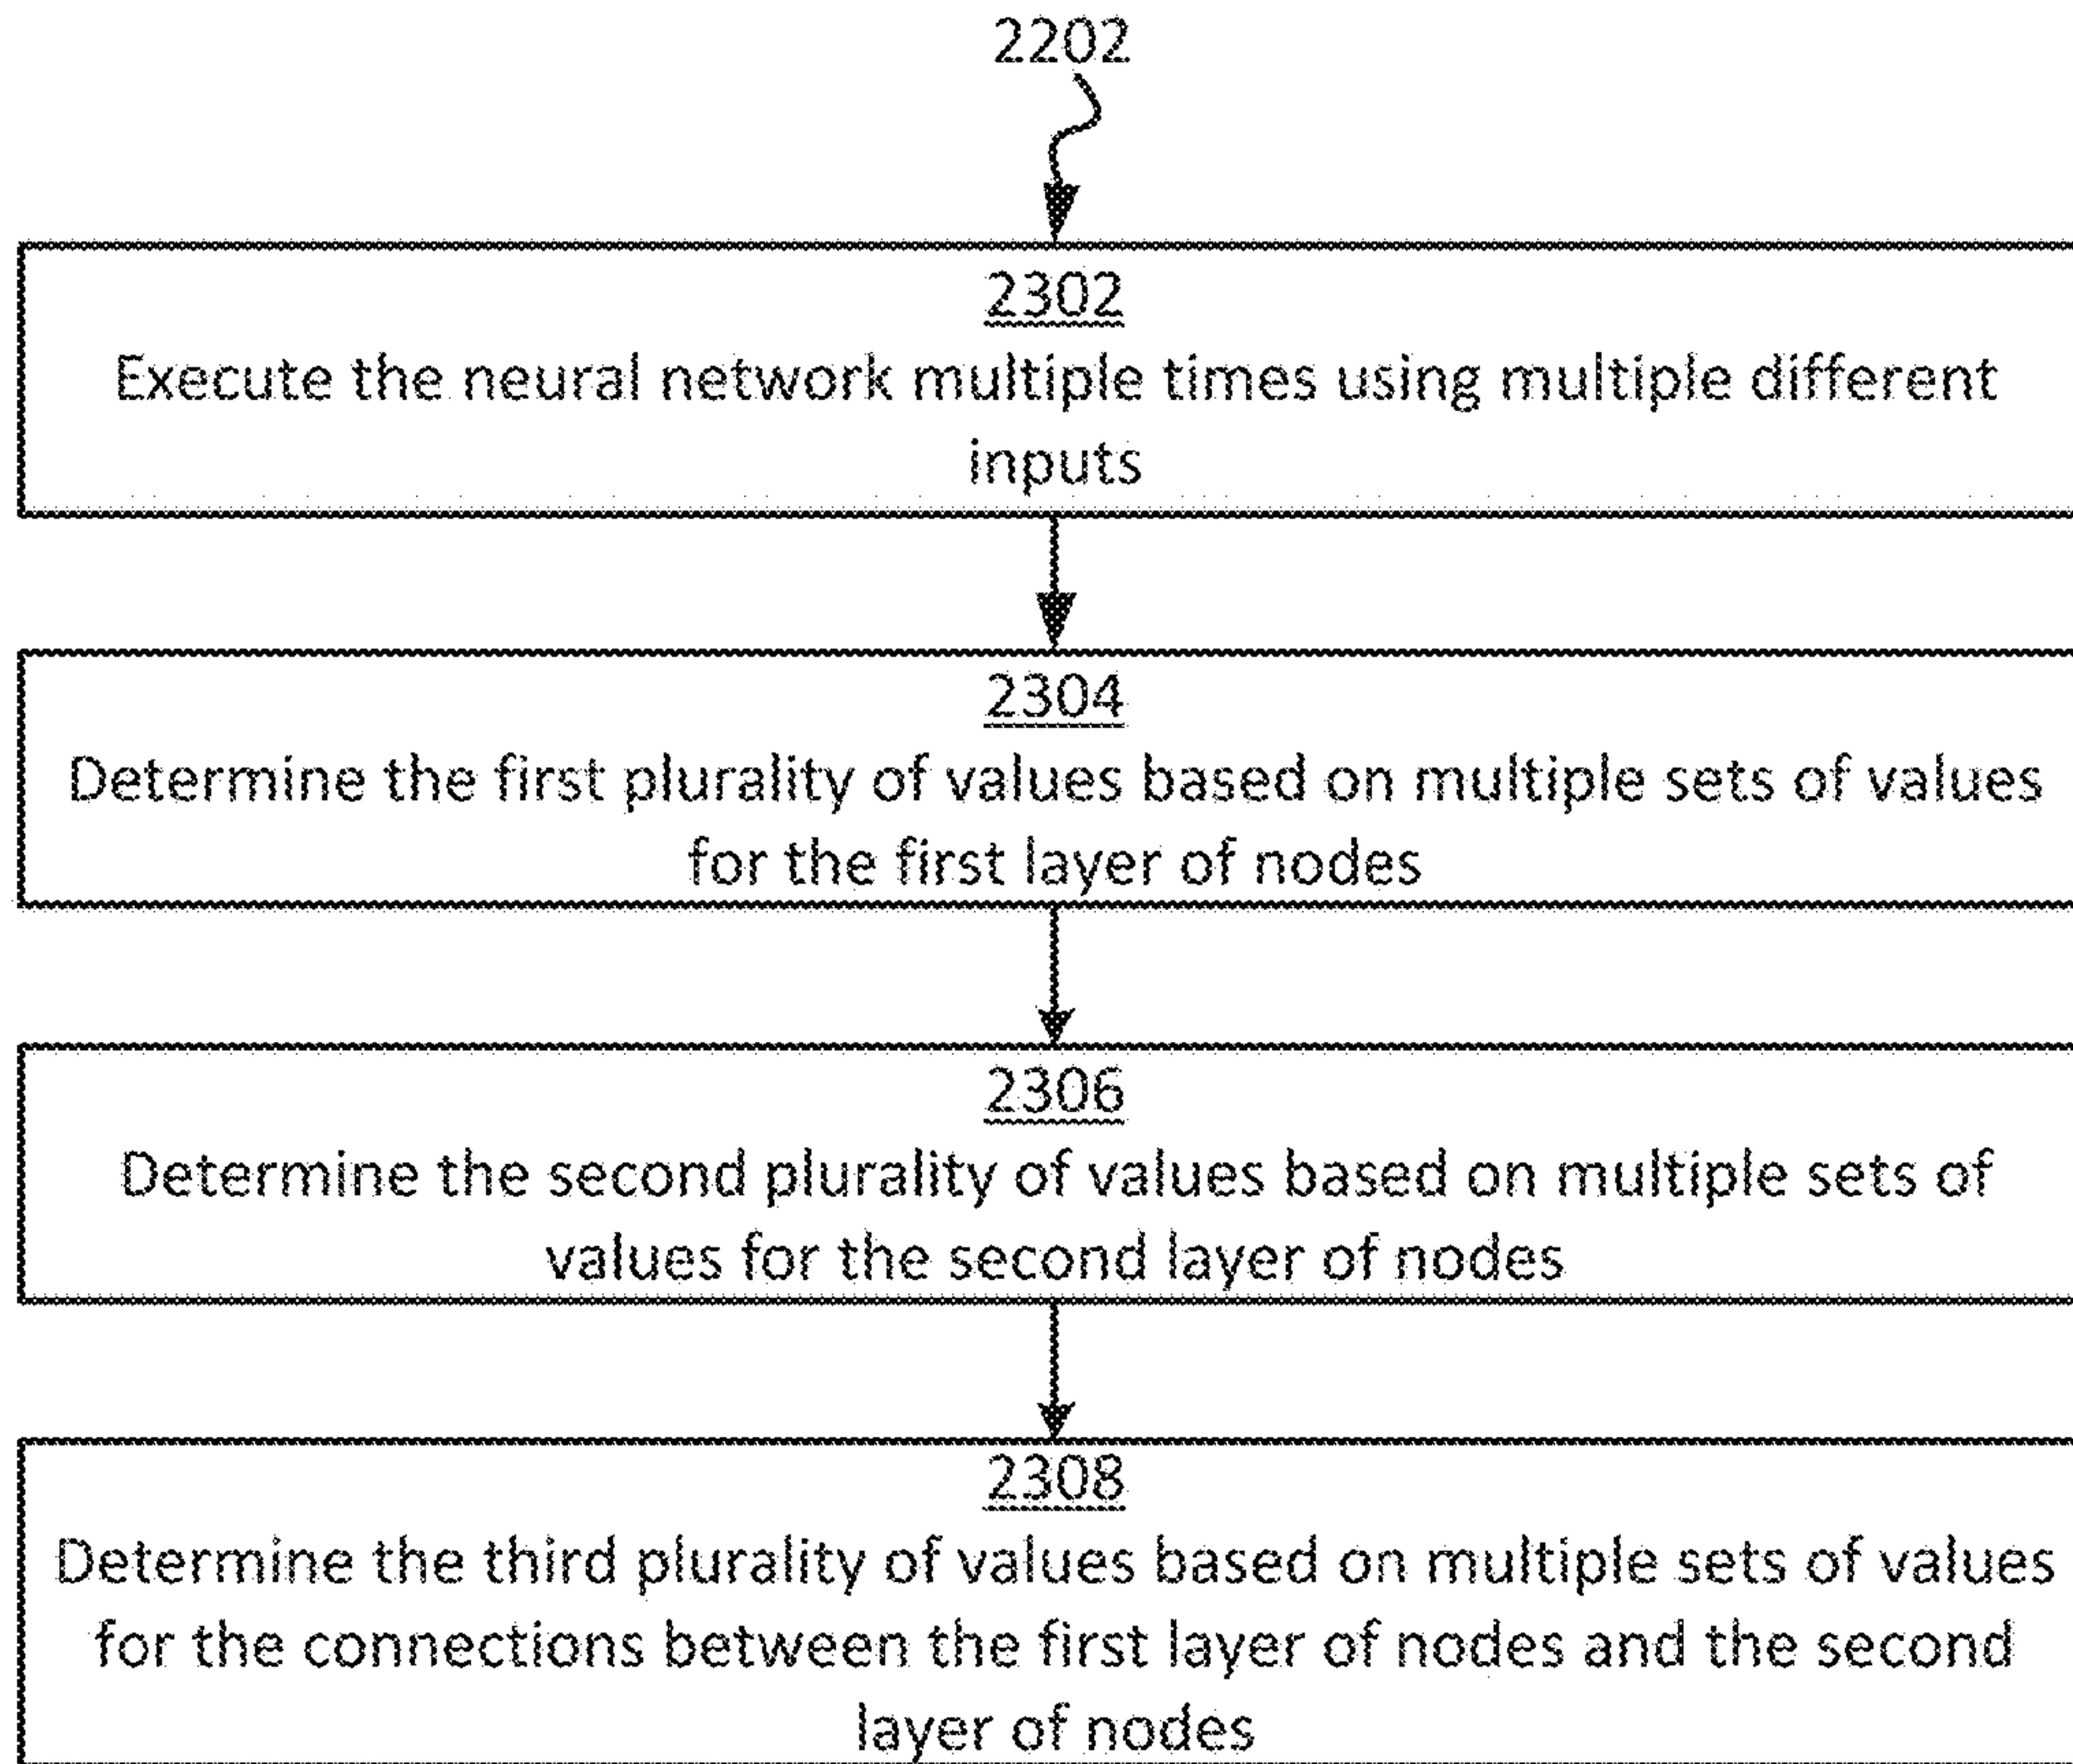 2202
2302
Execute the neural network multiple times using multiple different
inputs
2304
Determine the first plurality of values based on multiple sets of values
for the first layer of nodes
2306
Determine the second plurality of values based on multiple sets of
values for the second layer of nodes
2308
Determine the third plurality of values based on multiple sets of values
for the connections between the first layer of nodes and the second
layer of nodes